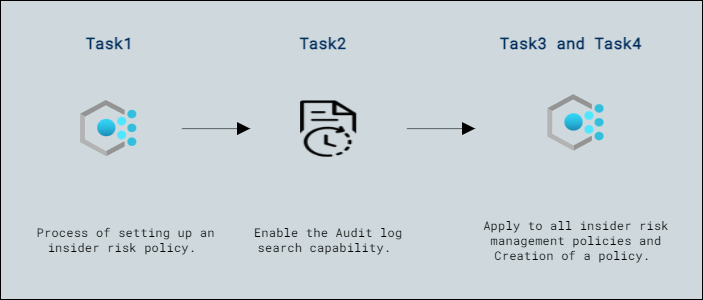 Task1
Task2
Task3 and Task4
Process of setting up an
insider risk policy.
Enable the Audit log
search capability.
Apply to all insider risk
management policies and
Creation of a policy.